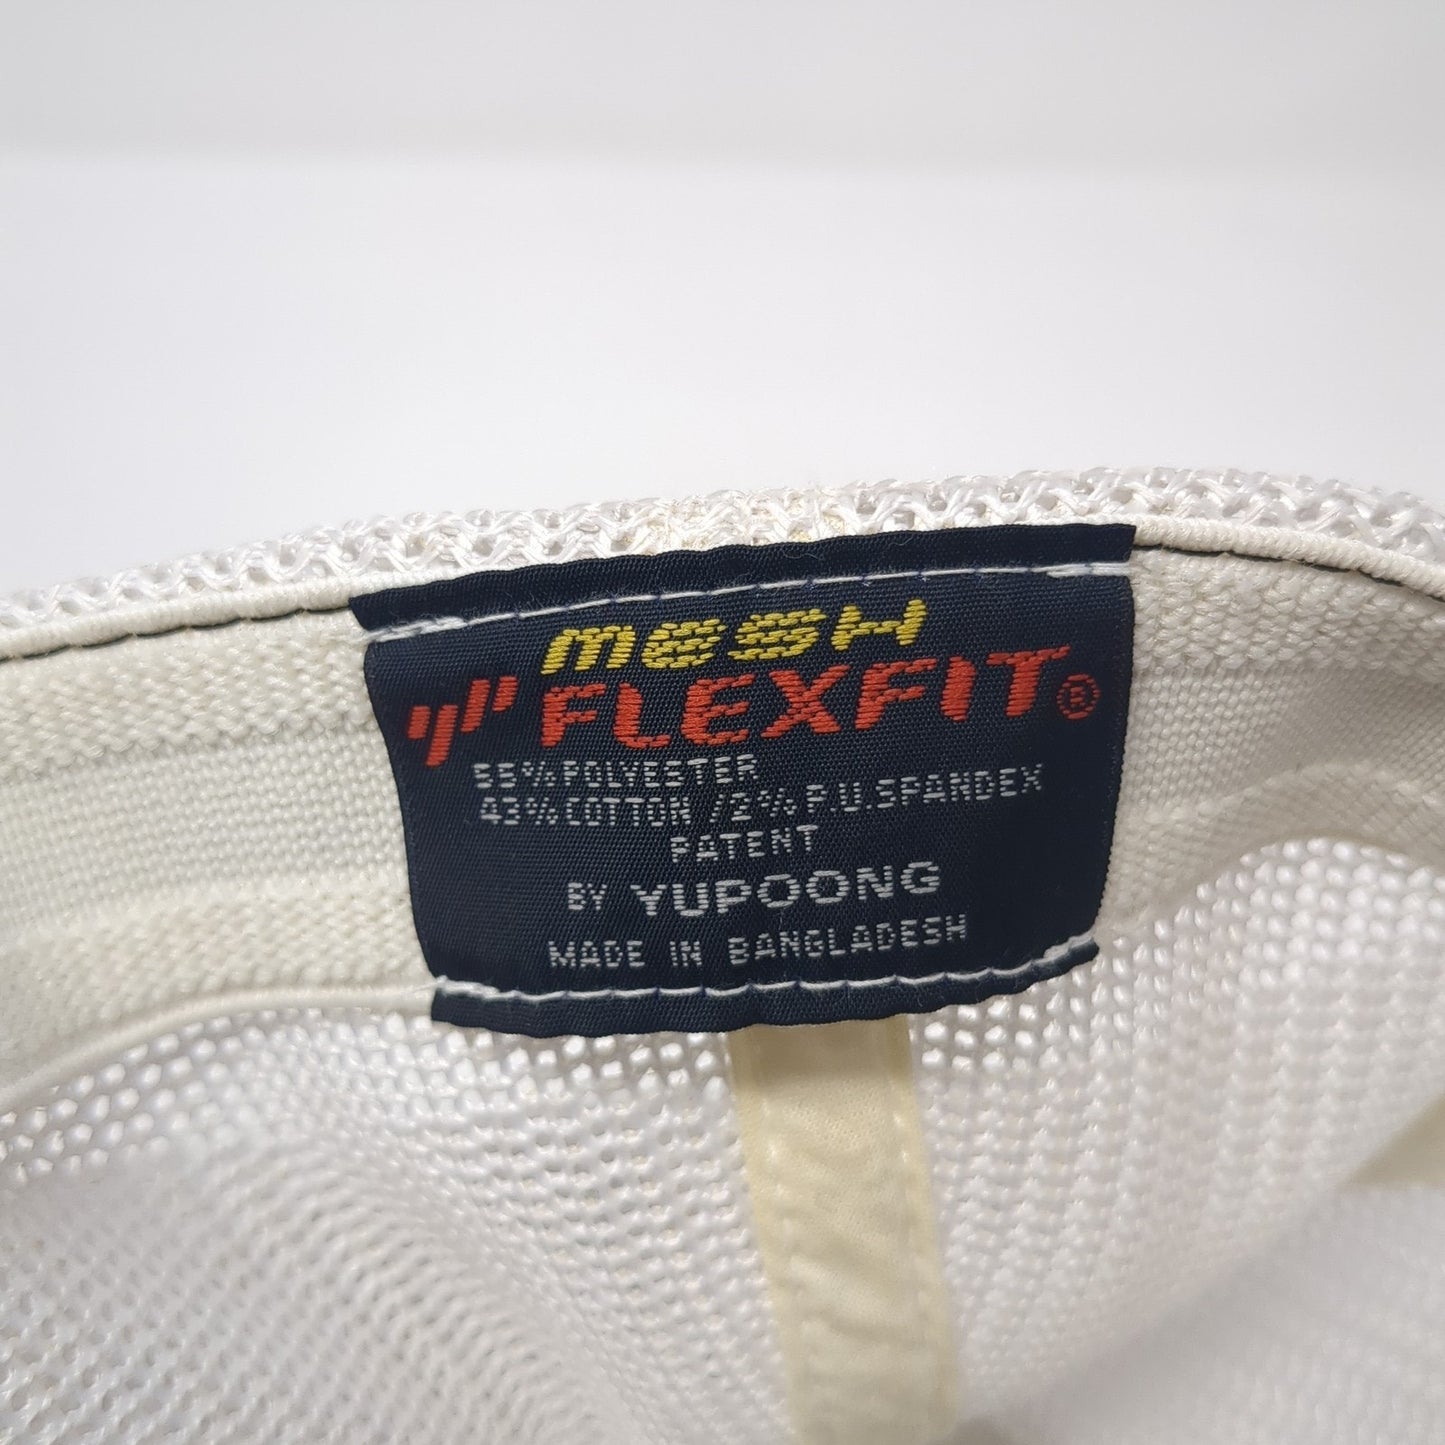 mesh
FLEXFIT®
55% POLYESTER
43% COTTON / 2% P.U.SPANDEX
PATENT
BY YUPOONG
MADE IN BANGLADESH